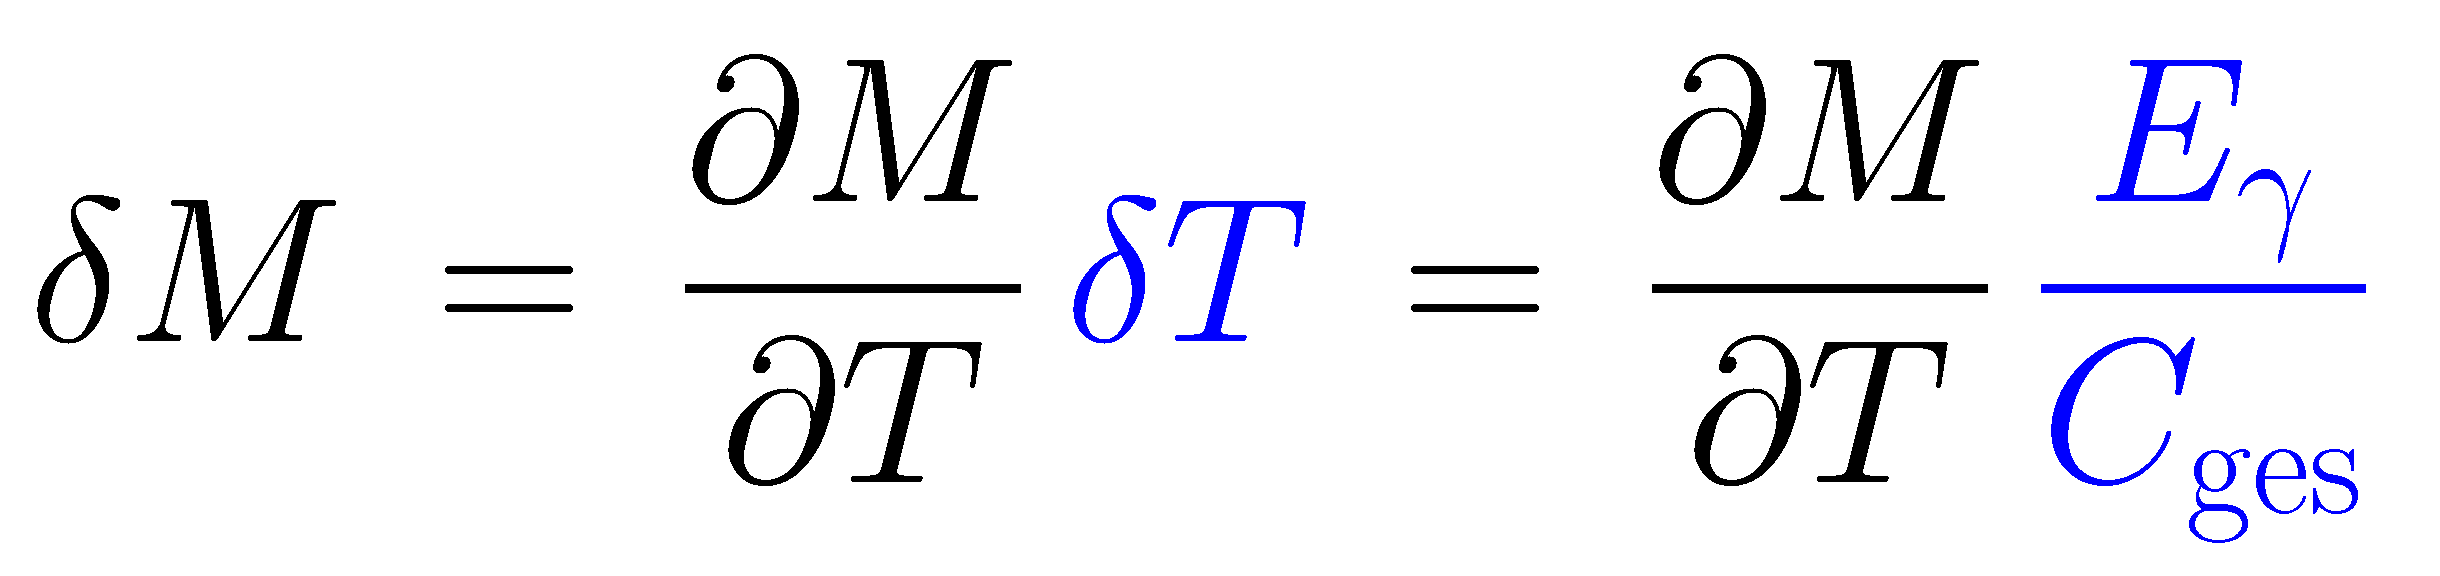 δM = ∂M/∂T δT = ∂M/∂T E_γ/C_ges